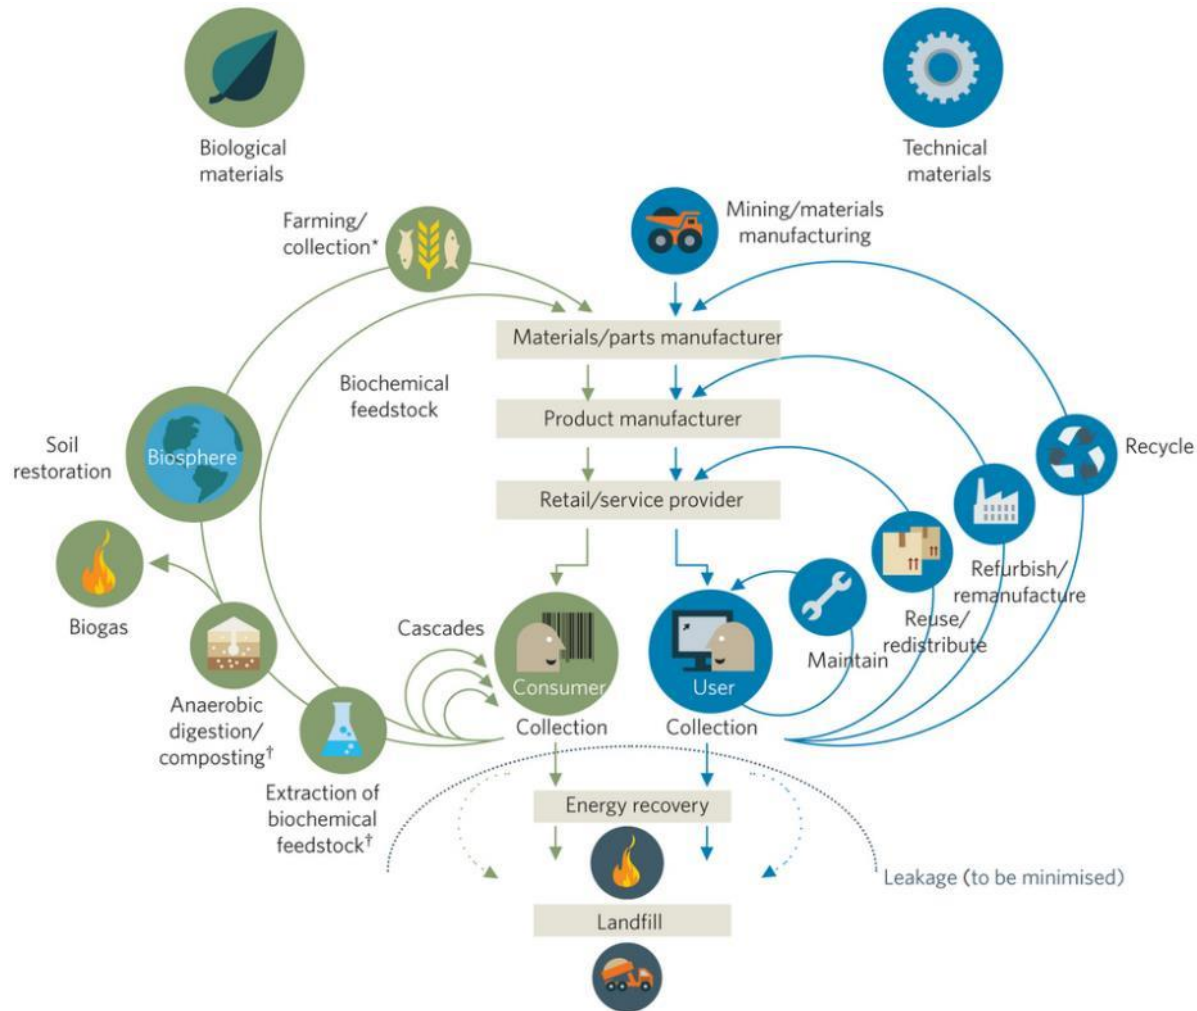 Biological
materials
Technical
materials
Farming/
collection*
Mining/materials
manufacturing
Materials/parts manufacturer
Biochemical
feedstock
Product manufacturer
Soil
restoration
Biosphere
Recycle
Retail/service provider
Biogas
Refurbish/
remanufacture
Reuse/
redistribute
Cascades
Maintain
Consumer
User
Anaerobic
digestion/
composting†
Collection
Collection
Extraction of
biochemical
feedstock†
Energy recovery
Leakage (to be minimised)
Landfill